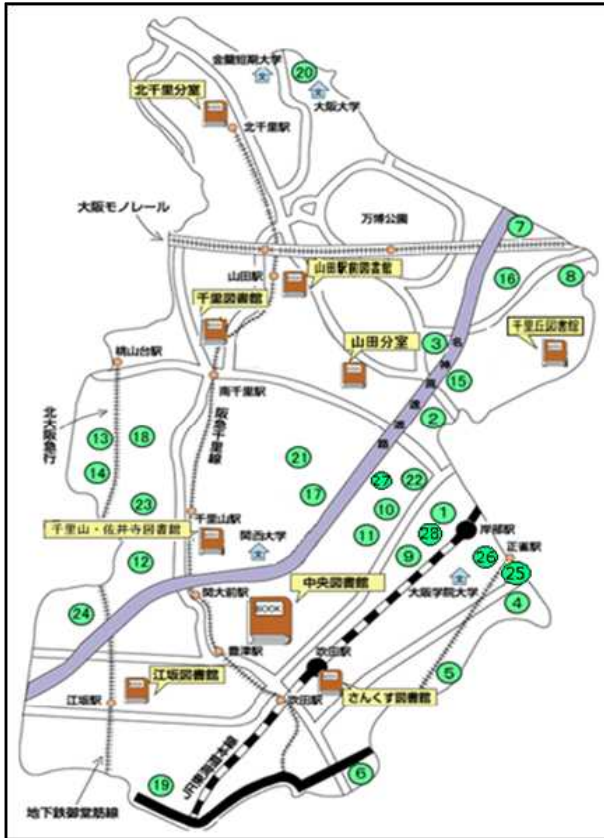 金蘭短期大学
20
大阪大学
北千里分室
北千里駅
大阪モノレール
万博公園
7
山田駅
山田駅前図書館
16
8
千里図書館
山田分室
3
千里丘図書館
桃山台駅
名神高速道路
15
南千里駅
2
北大阪急行
阪急千里線
13
18
21
14
27
22
17
23
10
1
千里山駅
千里山・佐井寺図書館
関西大学
11
28
岸部駅
9
正雀駅
12
26
25
中央図書館
大阪学院大学
関大前駅
BOOK
4
24
豊津駅
吹田駅
江坂図書館
5
江坂駅
さんくす図書館
吹田駅
JR東海道本線
6
19
地下鉄御堂筋線